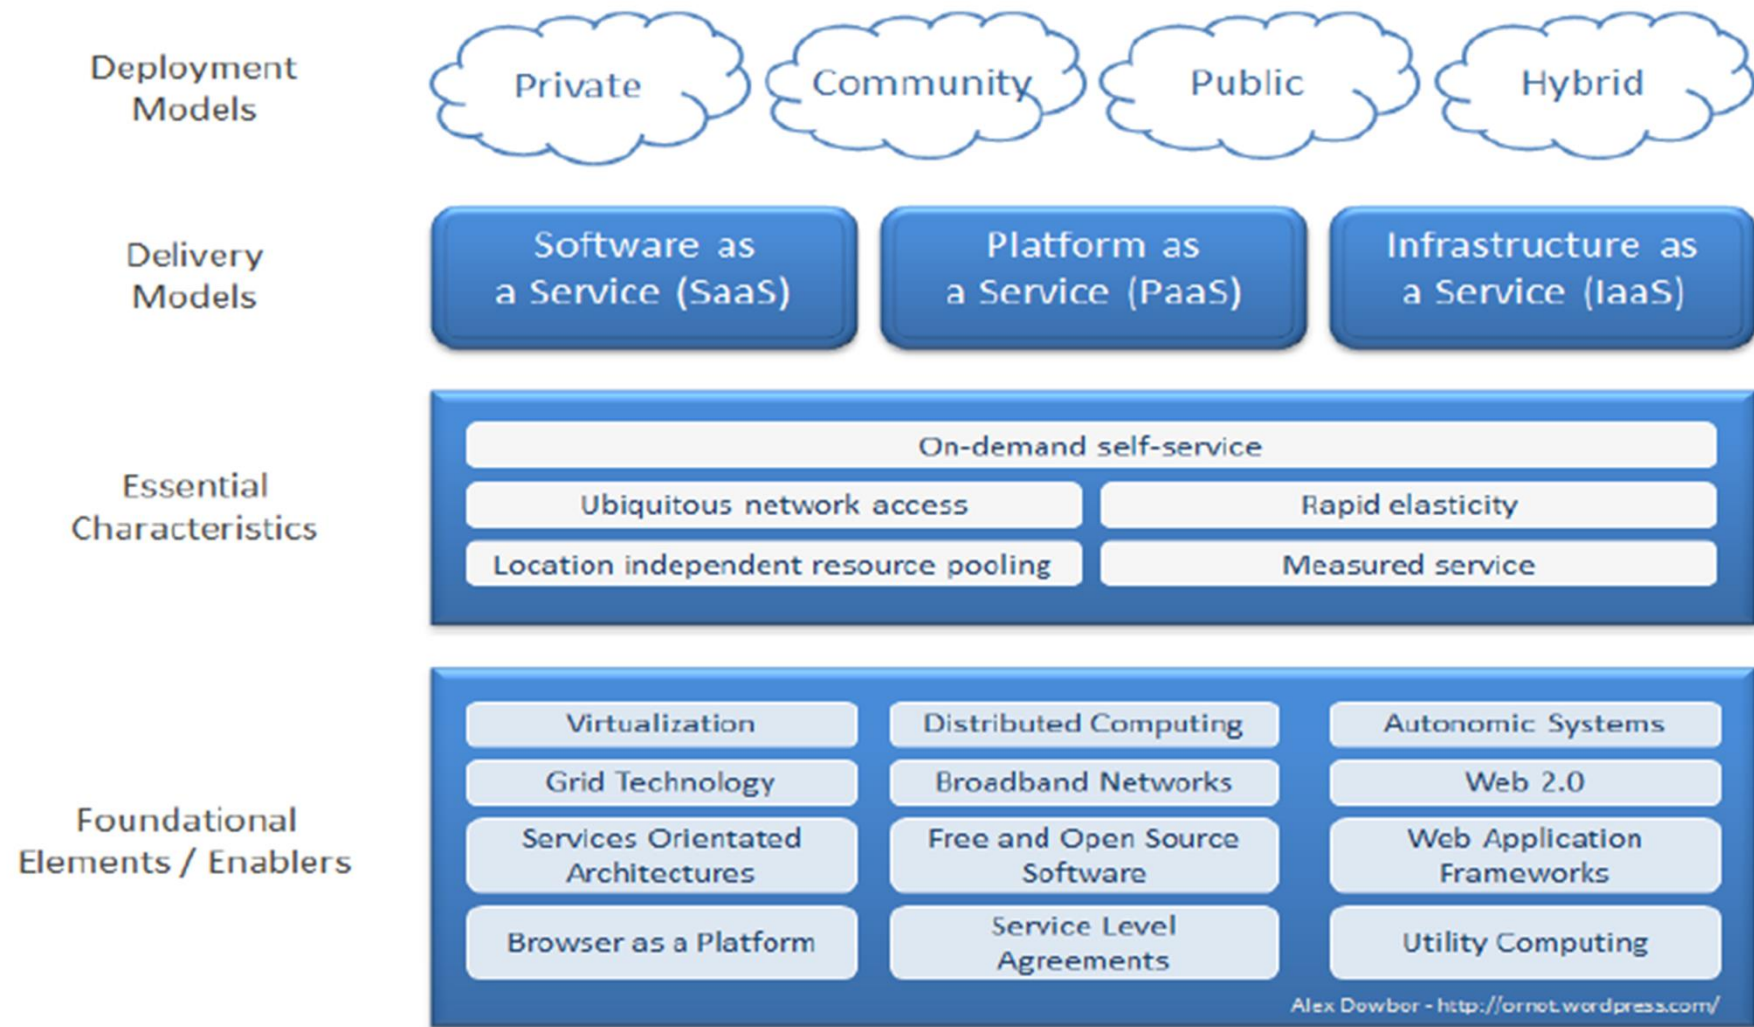 Deployment
Models
Private
Community
Public
Hybrid
Delivery
Models
Software as
a Service (SaaS)
Platform as
a Service (PaaS)
Infrastructure as
a Service (IaaS)
Essential
Characteristics
On-demand self-service
Ubiquitous network access
Rapid elasticity
Location independent resource pooling
Measured service
Foundational
Elements / Enablers
Virtualization
Distributed Computing
Autonomic Systems
Grid Technology
Broadband Networks
Web 2.0
Services Orientated
Architectures
Free and Open Source
Software
Web Application
Frameworks
Browser as a Platform
Service Level
Agreements
Utility Computing
Alex Dowbor - http://ornot.wordpress.com/